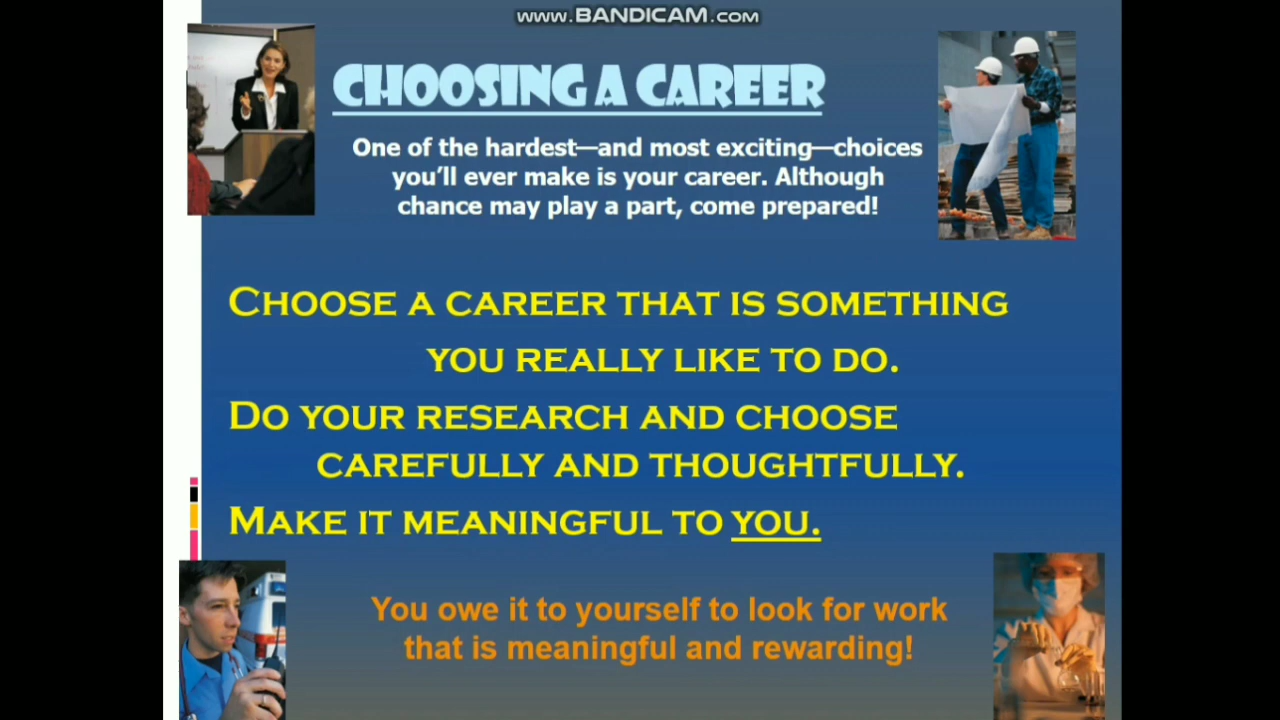 www.BANDICAM.com
CHOOSING A CAREER
One of the hardest—and most exciting—choices
you'll ever make is your career. Although
chance may play a part, come prepared!
CHOOSE A CAREER THAT IS SOMETHING
YOU REALLY LIKE TO DO.
DO YOUR RESEARCH AND CHOOSE
CAREFULLY AND THOUGHTFULLY.
MAKE IT MEANINGFUL TO YOU.
You owe it to yourself to look for work
that is meaningful and rewarding!